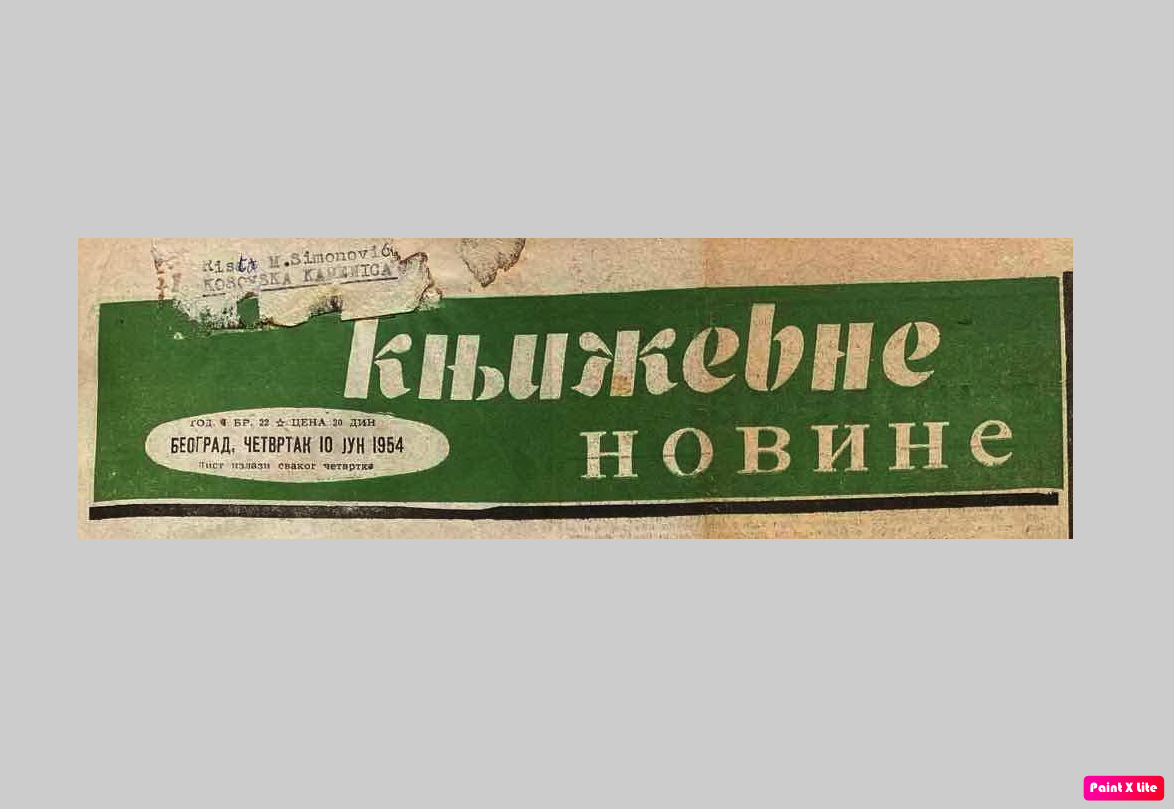 Rista M.Simonović
KOSOVSKA KAMENICA
књижевне
новине
ГОД. I БР. 22 ☆ ЦЕНА 20 ДИН
БЕОГРАД, ЧЕТВРТАК 10 ЈУН 1954
Лист излази сваког четвртка
Paint X Lite